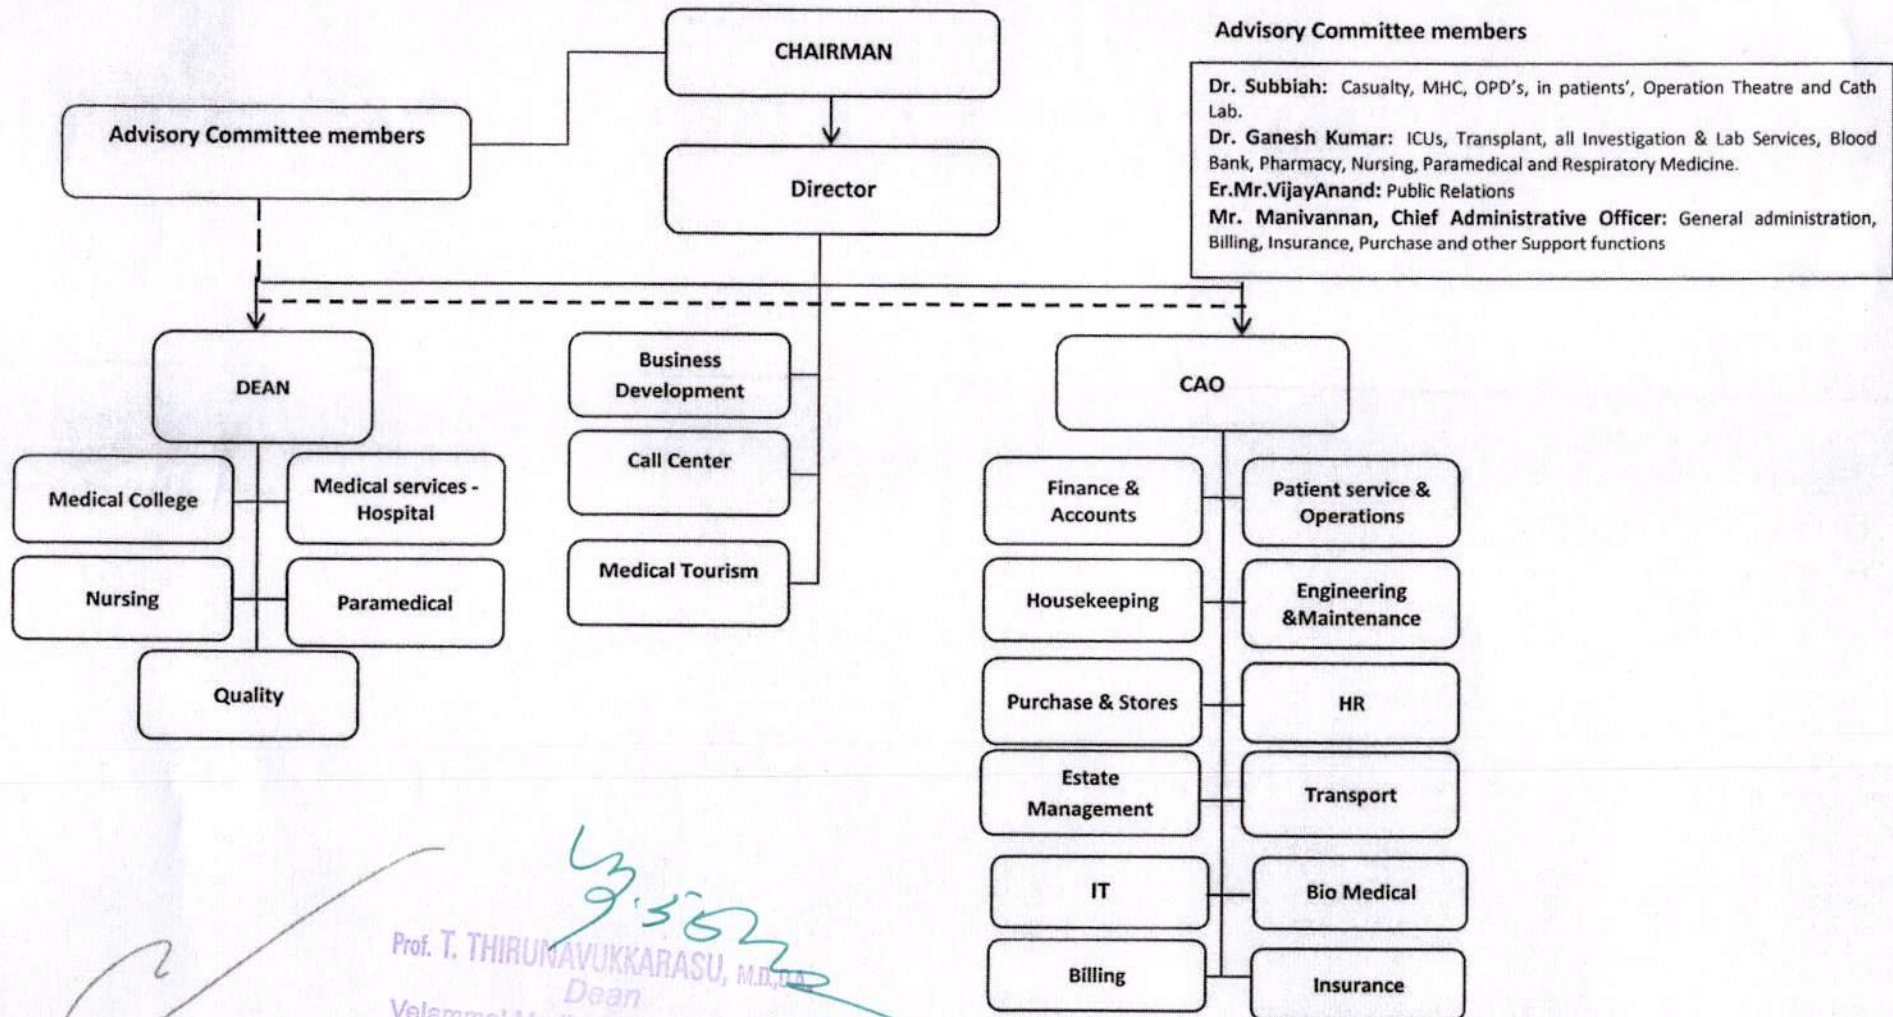 CHAIRMAN
Advisory Committee members
Director
Advisory Committee members
Dr. Subbiah: Casualty, MHC, OPD's, in patients', Operation Theatre and Cath
Lab.
Dr. Ganesh Kumar: ICUs, Transplant, all Investigation & Lab Services, Blood
Bank, Pharmacy, Nursing, Paramedical and Respiratory Medicine.
Er.Mr.VijayAnand: Public Relations
Mr. Manivannan, Chief Administrative Officer: General administration,
Billing, Insurance, Purchase and other Support functions
DEAN
Medical College
Medical services -
Hospital
Nursing
Paramedical
Quality
Business
Development
Call Center
Medical Tourism
CAO
Finance &
Accounts
Patient service &
Operations
Housekeeping
Engineering
&Maintenance
Purchase & Stores
HR
Estate
Management
Transport
IT
Bio Medical
Billing
Insurance
Prof. T. THIRUNAVUKKARASU, M.D.,D.A.
Dean